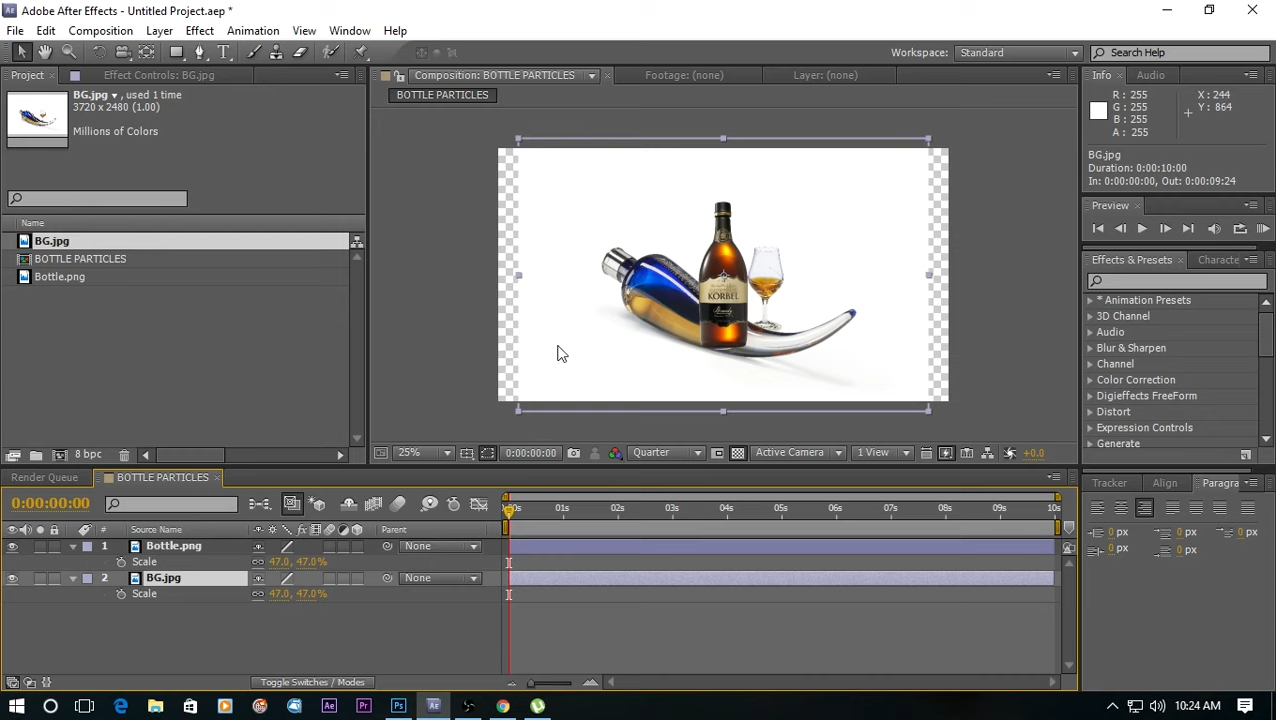 Adobe After Effects - Untitled Project.aep *
File Edit Composition Layer Effect Animation View Window Help
Workspace: Standard Search Help
Project Effect Controls: BG.jpg Composition: BOTTLE PARTICLES Footage: (none) Layer: (none) Info Audio
BG.jpg , used 1 time
3720 x 2480 (1.00)
Millions of Colors
BOTTLE PARTICLES
R : 255
G : 255
B : 255
A : 255
X : 244
Y : 864
BG.jpg
Duration: 0:00:10:00
In: 0:00:00:00, Out: 0:00:09:24
Preview
Name
BG.jpg
BOTTLE PARTICLES
Bottle.png
KORBEL
Brandy
Effects & Presets Characte
* Animation Presets
3D Channel
Audio
Blur & Sharpen
Channel
Color Correction
Digieffects FreeForm
Distort
Expression Controls
Generate
8 bpc
25% 0:00:00:00 Quarter Active Camera 1 View +0.0
Render Queue BOTTLE PARTICLES
Tracker Align Paragra
0:00:00:00
01s 02s 03s 04s 05s 06s 07s 08s 09s 10s
# Source Name Parent
1 Bottle.png None
Scale 47.0, 47.0%
2 BG.jpg None
Scale 47.0, 47.0%
0 px 0 px 0 px
0 px 0 px
Toggle Switches / Modes
10:24 AM